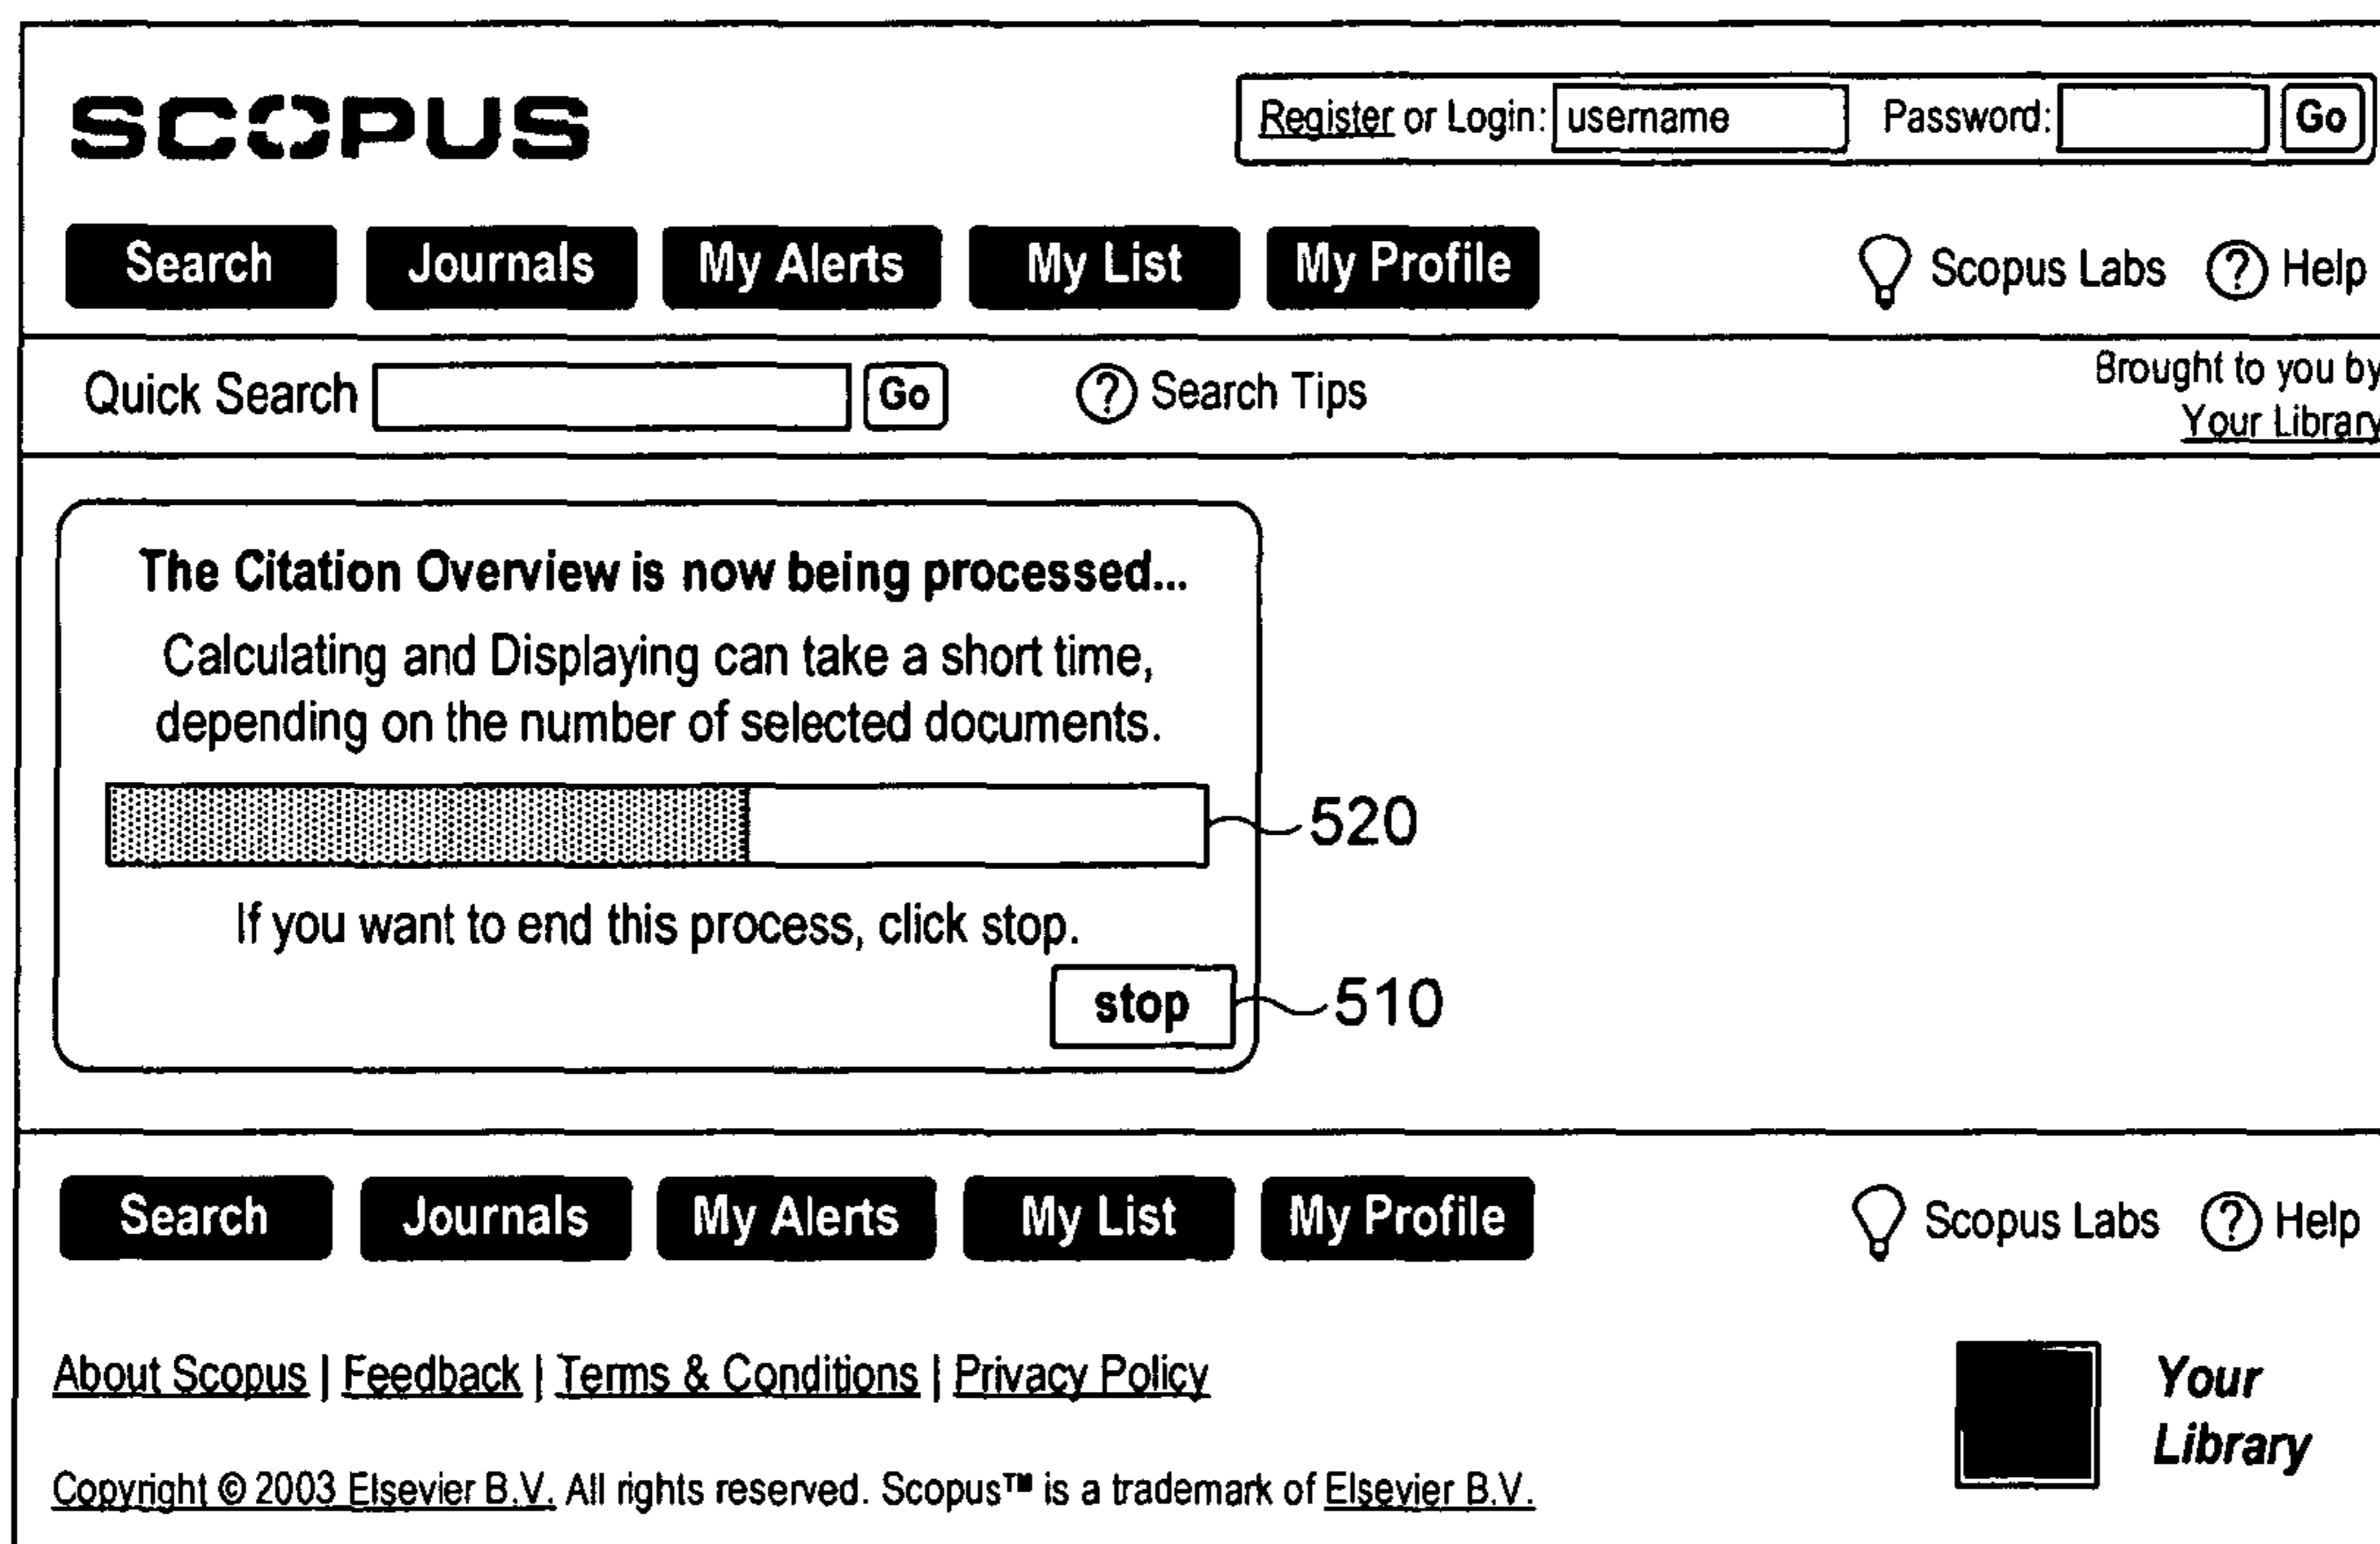 SCOPUS
Register or Login: username Password: Go
Search Journals My Alerts My List My Profile Scopus Labs ? Help
Quick Search Go ? Search Tips Brought to you by
Your Library
The Citation Overview is now being processed...
Calculating and Displaying can take a short time,
depending on the number of selected documents.
520
If you want to end this process, click stop.
stop 510
Search Journals My Alerts My List My Profile Scopus Labs ? Help
About Scopus | Feedback | Terms & Conditions | Privacy Policy
Your
Library
Copyright © 2003 Elsevier B.V. All rights reserved. Scopus™ is a trademark of Elsevier B.V.